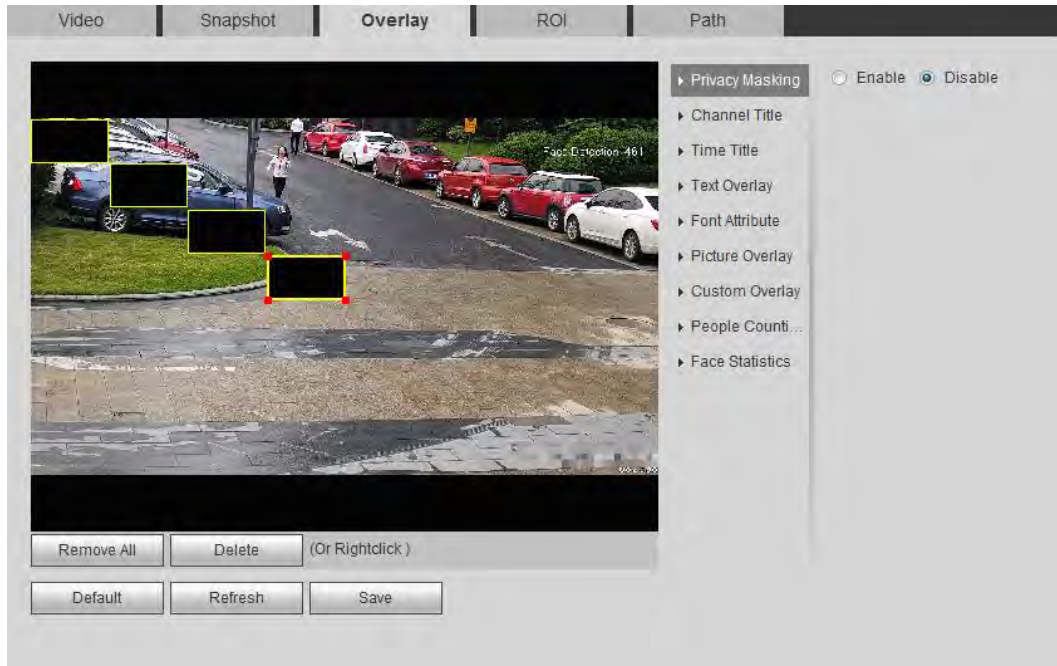 Video Snapshot Overlay ROI Path
Privacy Masking Enable Disable
Channel Title
Time Title
Face Detection 461
Text Overlay
Font Attribute
Picture Overlay
Custom Overlay
People Counti...
Face Statistics
Remove All Delete (Or Rightclick )
Default Refresh Save